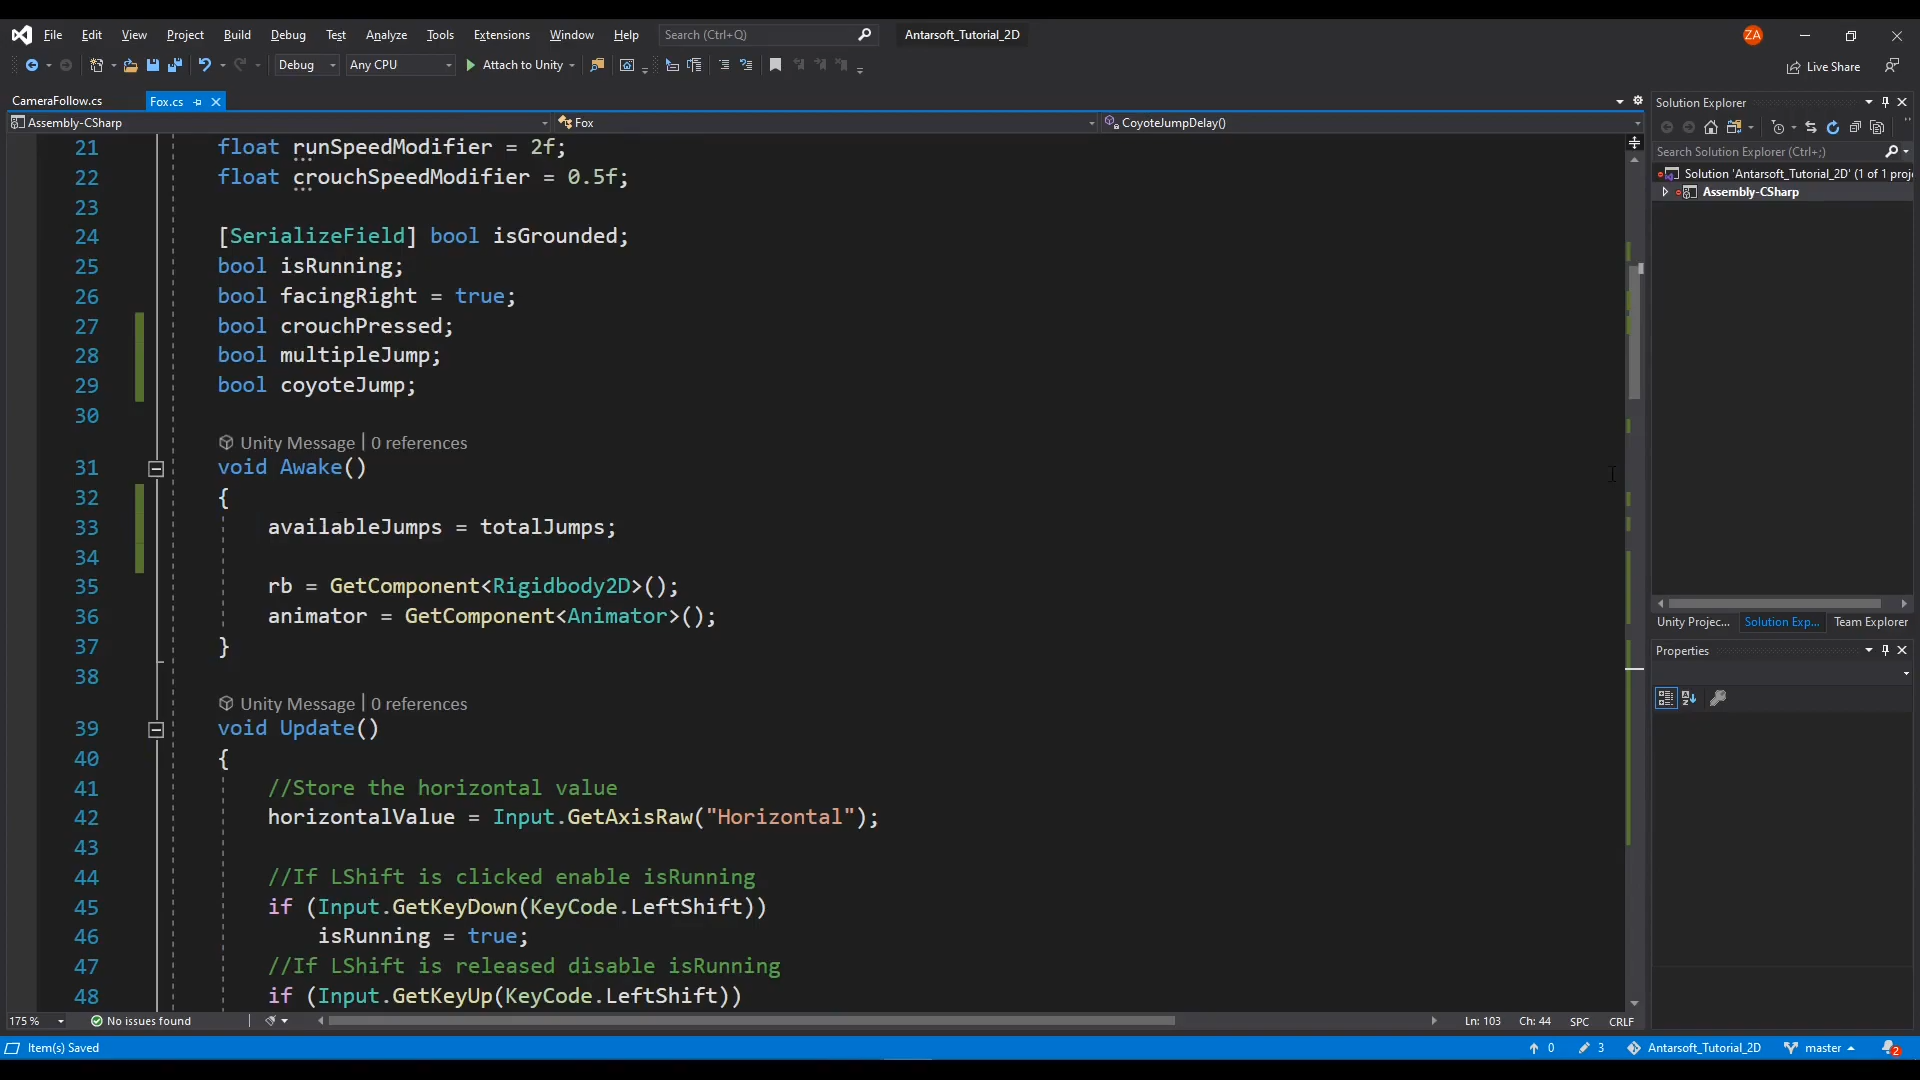 File Edit View Project Build Debug Test Analyze Tools Extensions Window Help Search (Ctrl+Q) Antarsoft_Tutorial_2D ZA
Debug Any CPU Attach to Unity Live Share
CameraFollow.cs Fox.cs
Assembly-CSharp Fox CoyoteJumpDelay()
21 float runSpeedModifier = 2f;
22 float crouchSpeedModifier = 0.5f;
23
24 [SerializeField] bool isGrounded;
25 bool isRunning;
26 bool facingRight = true;
27 bool crouchPressed;
28 bool multipleJump;
29 bool coyoteJump;
30
Unity Message | 0 references
31 void Awake()
32 {
33 availableJumps = totalJumps;
34
35 rb = GetComponent<Rigidbody2D>();
36 animator = GetComponent<Animator>();
37 }
38
Unity Message | 0 references
39 void Update()
40 {
41 //Store the horizontal value
42 horizontalValue = Input.GetAxisRaw("Horizontal");
43
44 //If LShift is clicked enable isRunning
45 if (Input.GetKeyDown(KeyCode.LeftShift))
46 isRunning = true;
47 //If LShift is released disable isRunning
48 if (Input.GetKeyUp(KeyCode.LeftShift))
175 % No issues found Ln: 103 Ch: 44 SPC CRLF
Solution Explorer
Search Solution Explorer (Ctrl+;)
Solution 'Antarsoft_Tutorial_2D' (1 of 1 proj
Assembly-CSharp
Unity Projec... Solution Exp... Team Explorer
Properties
Item(s) Saved 0 3 Antarsoft_Tutorial_2D master 2